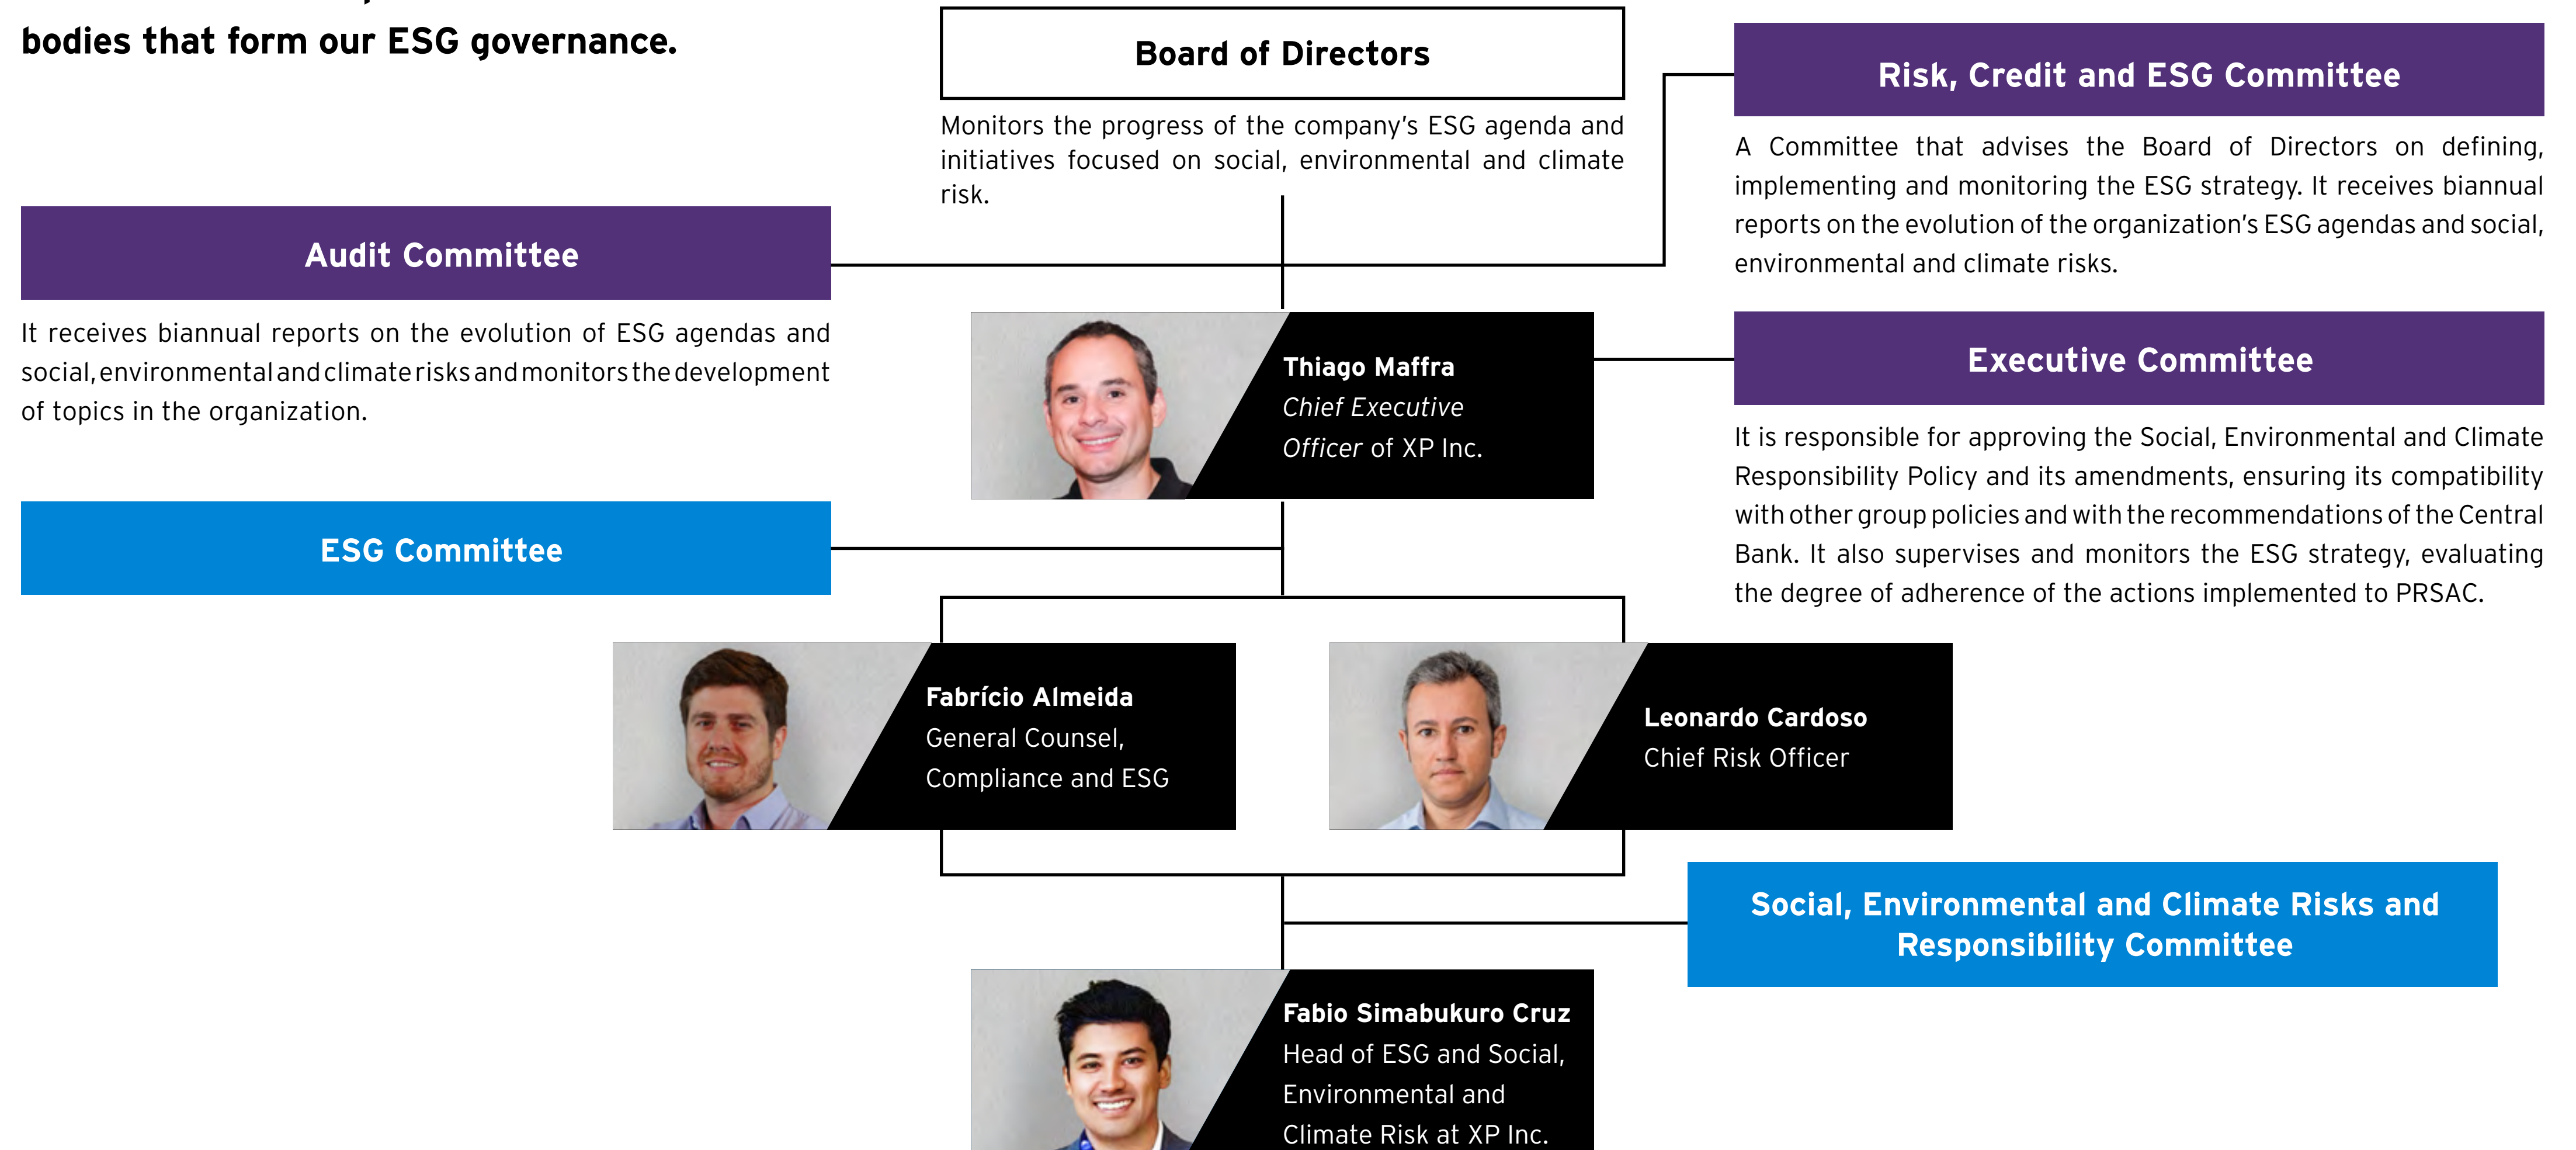 bodies that form our ESG governance.
Board of Directors
Monitors the progress of the company's ESG agenda and
initiatives focused on social, environmental and climate
risk.
Risk, Credit and ESG Committee
A Committee that advises the Board of Directors on defining,
implementing and monitoring the ESG strategy. It receives biannual
reports on the evolution of the organization's ESG agendas and social,
environmental and climate risks.
Audit Committee
It receives biannual reports on the evolution of ESG agendas and
social, environmental and climate risks and monitors the development
of topics in the organization.
Thiago Maffra
Chief Executive
Officer of XP Inc.
Executive Committee
It is responsible for approving the Social, Environmental and Climate
Responsibility Policy and its amendments, ensuring its compatibility
with other group policies and with the recommendations of the Central
Bank. It also supervises and monitors the ESG strategy, evaluating
the degree of adherence of the actions implemented to PRSAC.
ESG Committee
Fabrício Almeida
General Counsel,
Compliance and ESG
Leonardo Cardoso
Chief Risk Officer
Social, Environmental and Climate Risks and
Responsibility Committee
Fabio Simabukuro Cruz
Head of ESG and Social,
Environmental and
Climate Risk at XP Inc.